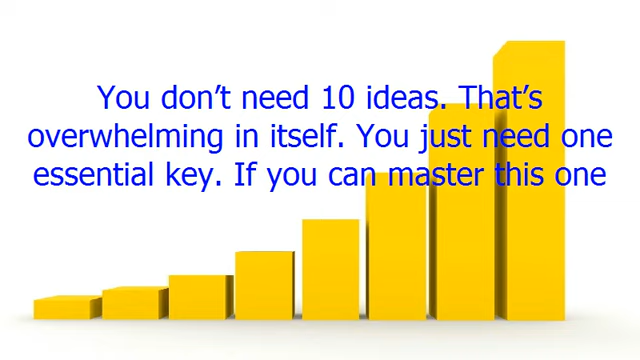 You don’t need 10 ideas. That’s
overwhelming in itself. You just need one
essential key. If you can master this one